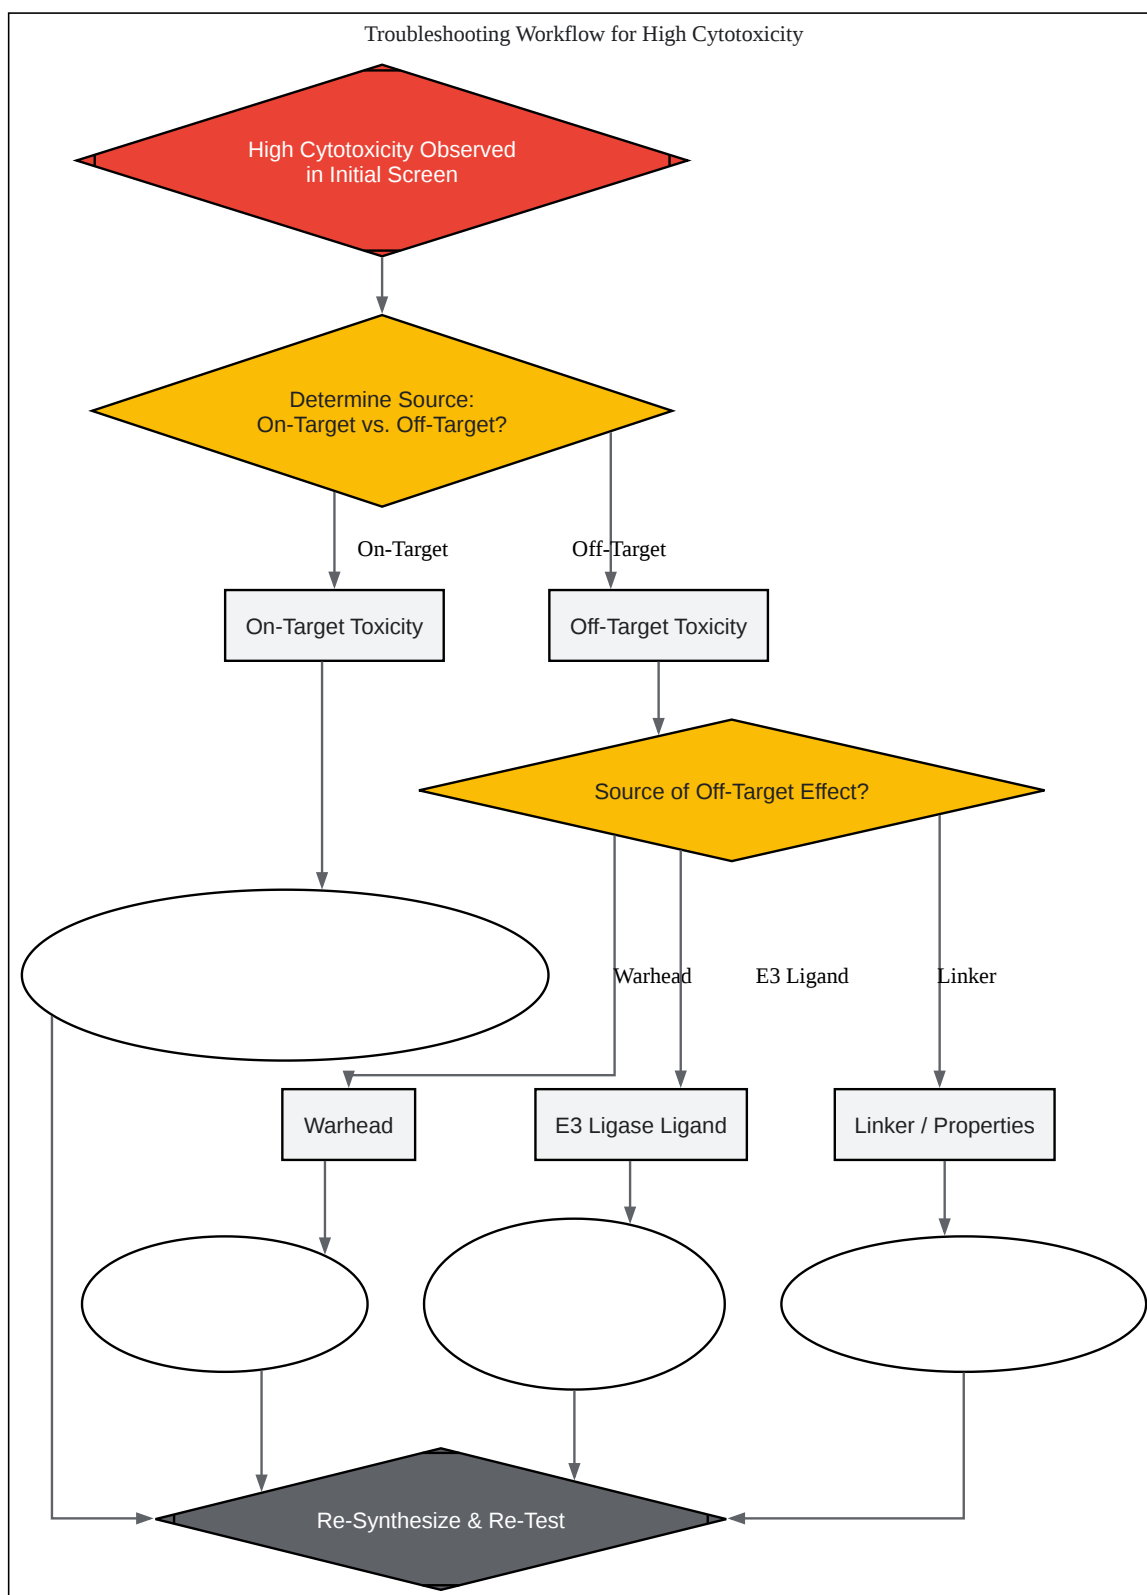 Troubleshooting Workflow for High Cytotoxicity
High Cytotoxicity Observed
in Initial Screen
Determine Source:
On-Target vs. Off-Target?
On-Target
Off-Target
On-Target Toxicity
Off-Target Toxicity
Source of Off-Target Effect?
Warhead
E3 Ligand
Linker
Warhead
E3 Ligase Ligand
Linker / Properties
Re-Synthesize & Re-Test